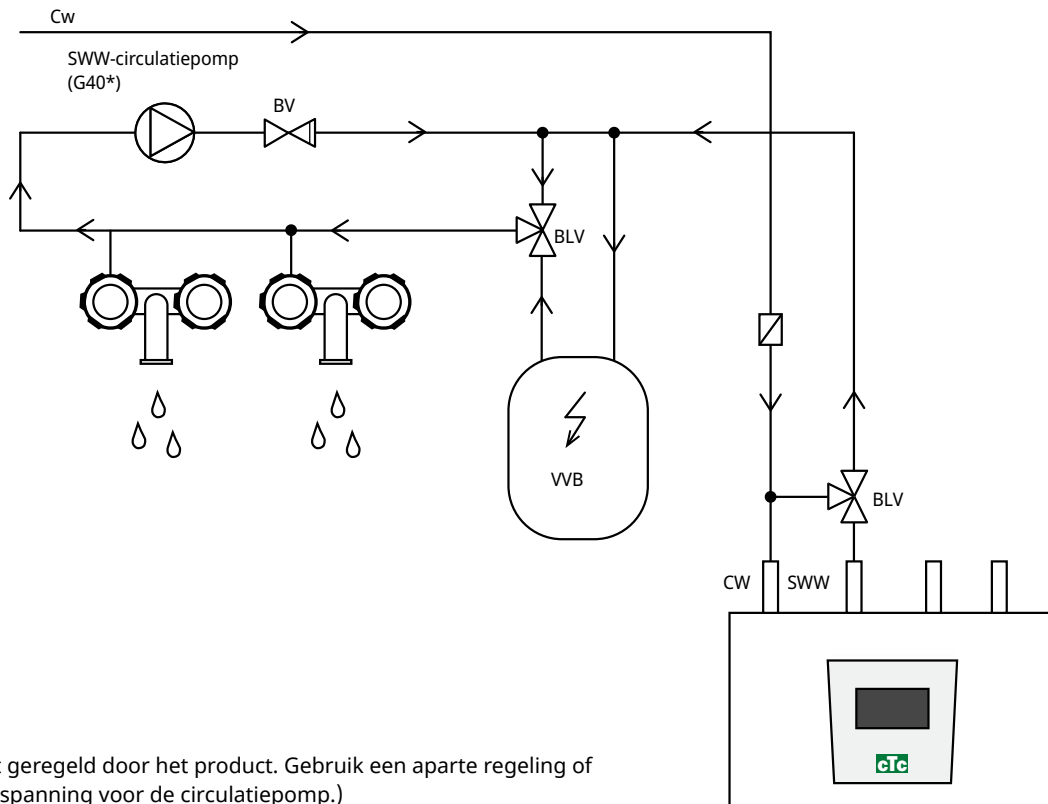 Cw
SWW-circulatiepomp
(G40*)
BV
BLV
VVB
BLV
CW SWW
cTc
geregeld door het product. Gebruik een aparte regeling of
spanning voor de circulatiepomp.)